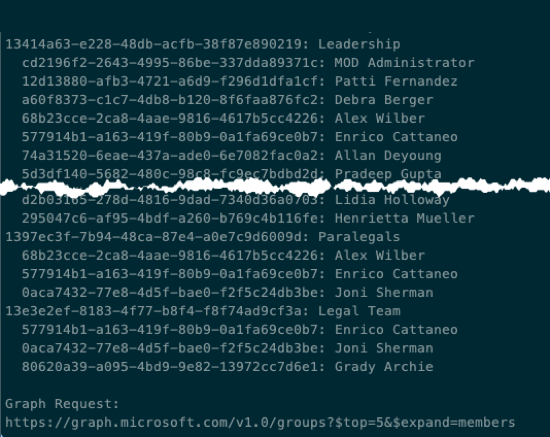 13414a63-e228-48db-acfb-38f87e890219: Leadership
cd2196f2-2643-4995-86be-337dda89371c: MOD Administrator
12d13880-afb3-4721-a6d9-f296d1dfa1cf: Patti Fernandez
a60f8373-c1c7-4db8-b120-8f6faa876fc2: Debra Berger
68b23cce-2ca8-4aae-9816-4617b5cc4226: Alex Wilber
577914b1-a163-419f-80b9-0a1fa69ce0b7: Enrico Cattaneo
74a31520-6eae-437a-ade0-6e7082fac0a2: Allan Deyoung
5d3df140-5682-480c-98c8-fc9ec7bdbd2d: Pradeep Gupta
d2b03165-278d-4816-9dad-7340d36a0703: Lidia Holloway
295047c6-af95-4bdf-a260-b769c4b116fe: Henrietta Mueller
1397ec3f-7b94-48ca-87e4-a0e7c9d6009d: Paralegals
68b23cce-2ca8-4aae-9816-4617b5cc4226: Alex Wilber
577914b1-a163-419f-80b9-0a1fa69ce0b7: Enrico Cattaneo
0aca7432-77e8-4d5f-bae0-f2f5c24db3be: Joni Sherman
13e3e2ef-8183-4f77-b8f4-f8f74ad9cf3a: Legal Team
577914b1-a163-419f-80b9-0a1fa69ce0b7: Enrico Cattaneo
0aca7432-77e8-4d5f-bae0-f2f5c24db3be: Joni Sherman
80620a39-a095-4bd9-9e82-13972cc7d6e1: Grady Archie
Graph Request:
https://graph.microsoft.com/v1.0/groups?$top=5&$expand=members